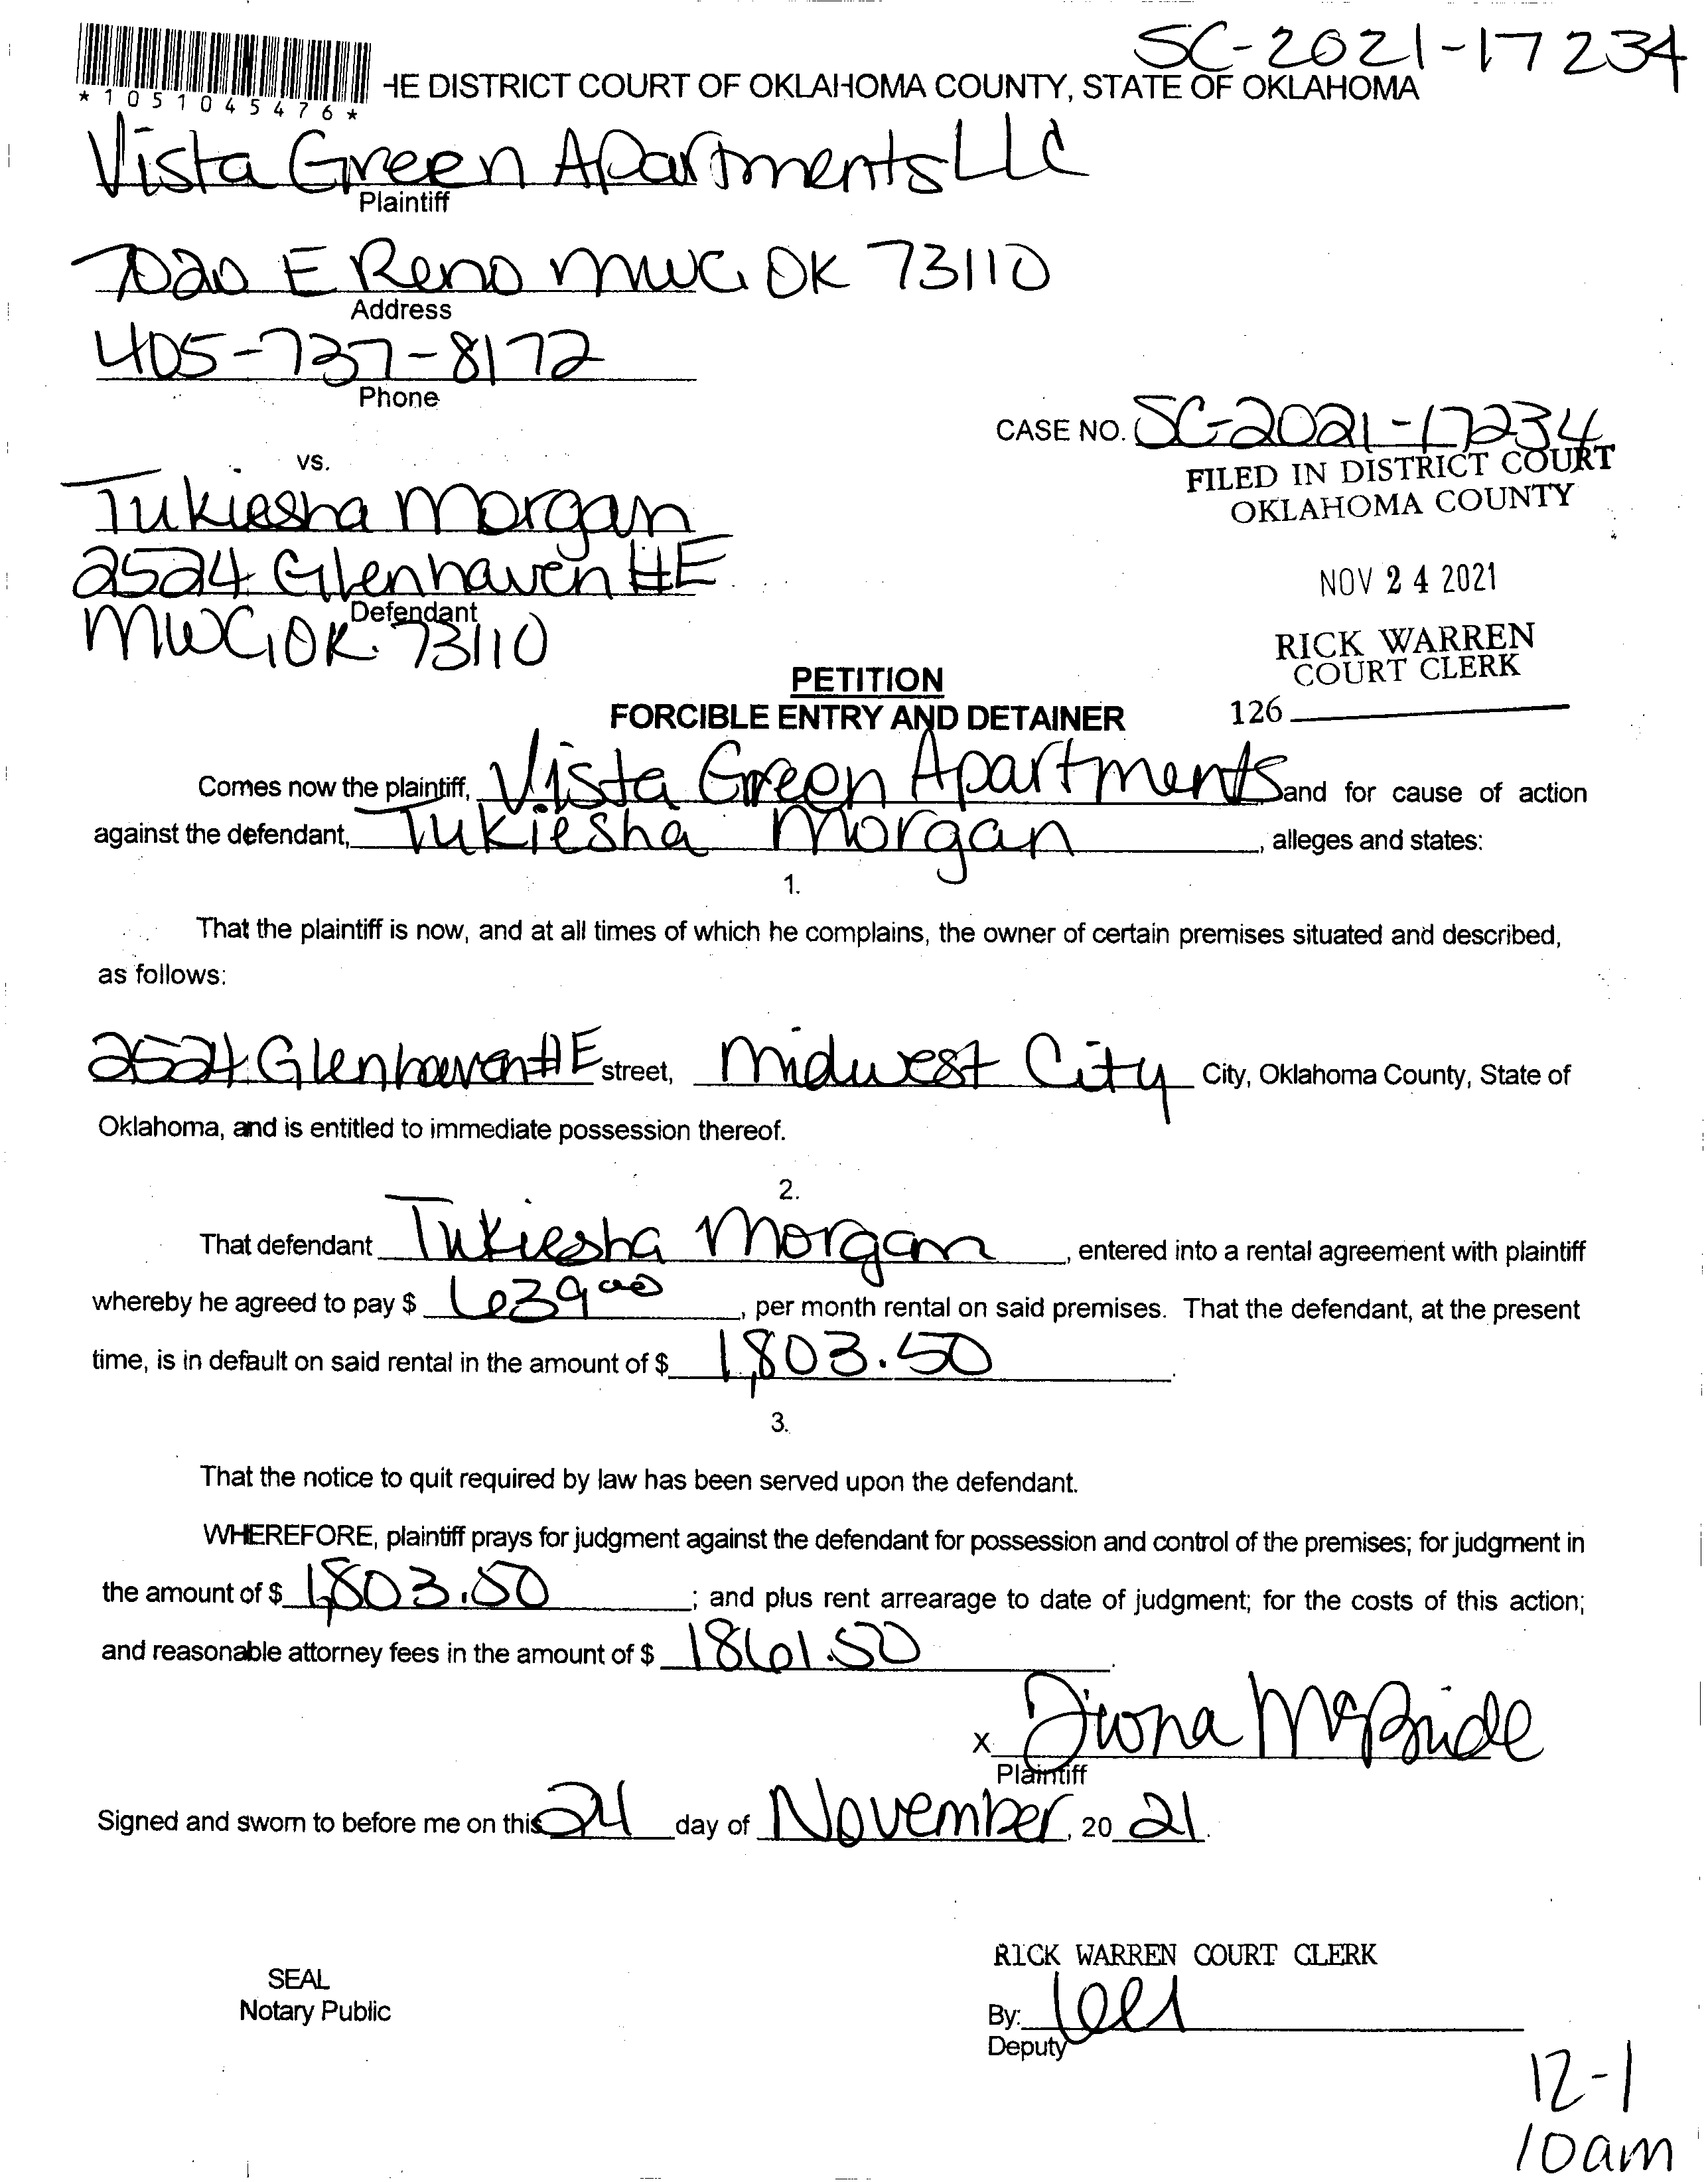 SC-2021-17234
*1051045476*
HE DISTRICT COURT OF OKLAHOMA COUNTY, STATE OF OKLAHOMA
Vista Green Apartments LLC
Plaintiff
7020 E Reno MWC, OK 73110
Address
405-737-8172
Phone
CASE NO. SC-2021-17234
FILED IN DISTRICT COURT
OKLAHOMA COUNTY
vs.
Tukiesha Morgan
2524 Glenhaven #E
Defendant
MWC, OK. 73110
NOV 24 2021
RICK WARREN
COURT CLERK
126
PETITION
FORCIBLE ENTRY AND DETAINER
Comes now the plaintiff, Vista Green Apartments and for cause of action
against the defendant, Tukiesha Morgan, alleges and states:
1.
That the plaintiff is now, and at all times of which he complains, the owner of certain premises situated and described,
as follows:
2524 Glenhaven #E street, Midwest City City, Oklahoma County, State of
Oklahoma, and is entitled to immediate possession thereof.
2.
That defendant Tukiesha Morgan, entered into a rental agreement with plaintiff
whereby he agreed to pay $ 639.00, per month rental on said premises. That the defendant, at the present
time, is in default on said rental in the amount of $ 1,803.50.
3.
That the notice to quit required by law has been served upon the defendant.
WHEREFORE, plaintiff prays for judgment against the defendant for possession and control of the premises; for judgment in
the amount of $ 1,803.50; and plus rent arrearage to date of judgment; for the costs of this action;
and reasonable attorney fees in the amount of $ 1861.50.
x McBride
Plaintiff
Signed and sworn to before me on this 24 day of November, 20 21.
RICK WARREN COURT CLERK
SEAL
Notary Public
By:
Deputy
12-1
10am